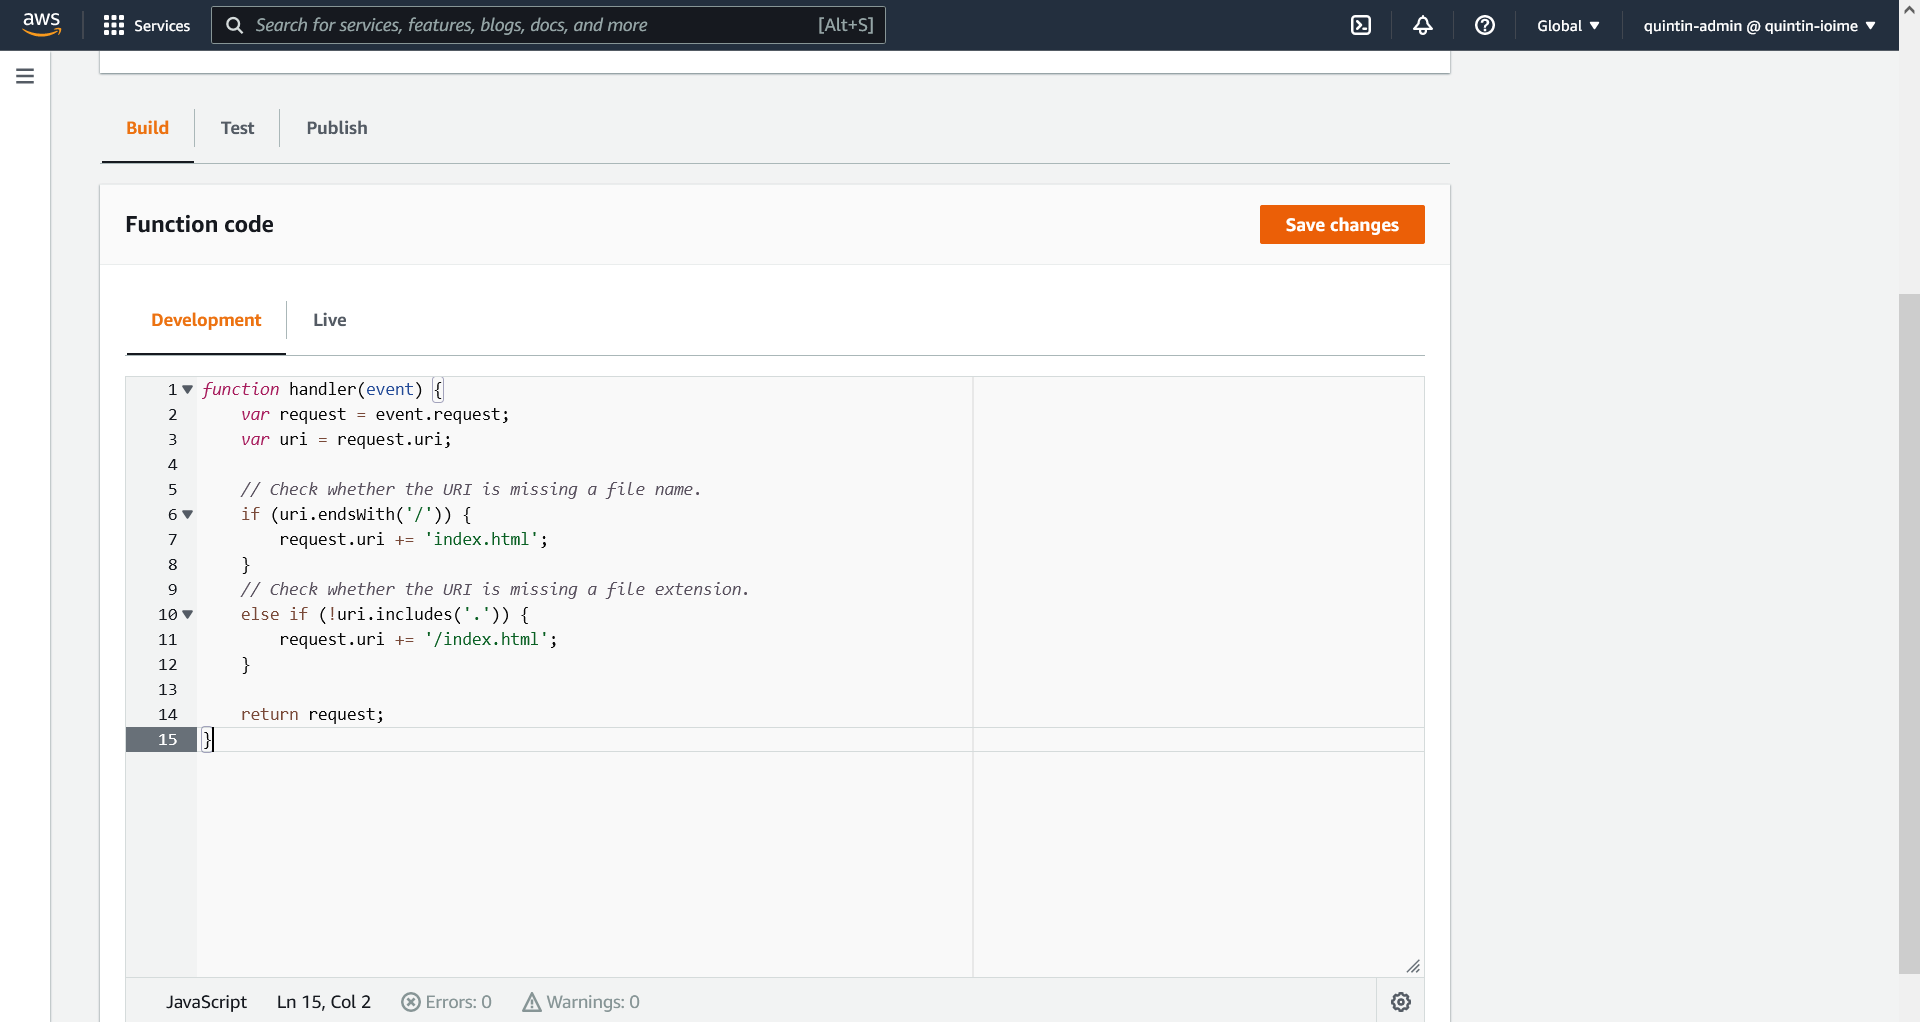 aws Services Search for services, features, blogs, docs, and more [Alt+S] Global ▼ quintin-admin @ quintin-ioime ▼
Build Test Publish
Function code Save changes
Development Live
1 function handler(event) {
2     var request = event.request;
3     var uri = request.uri;
4
5     // Check whether the URI is missing a file name.
6     if (uri.endsWith('/')) {
7         request.uri += 'index.html';
8     }
9     // Check whether the URI is missing a file extension.
10     else if (!uri.includes('.')) {
11         request.uri += '/index.html';
12     }
13
14     return request;
15 }
JavaScript Ln 15, Col 2 Errors: 0 Warnings: 0